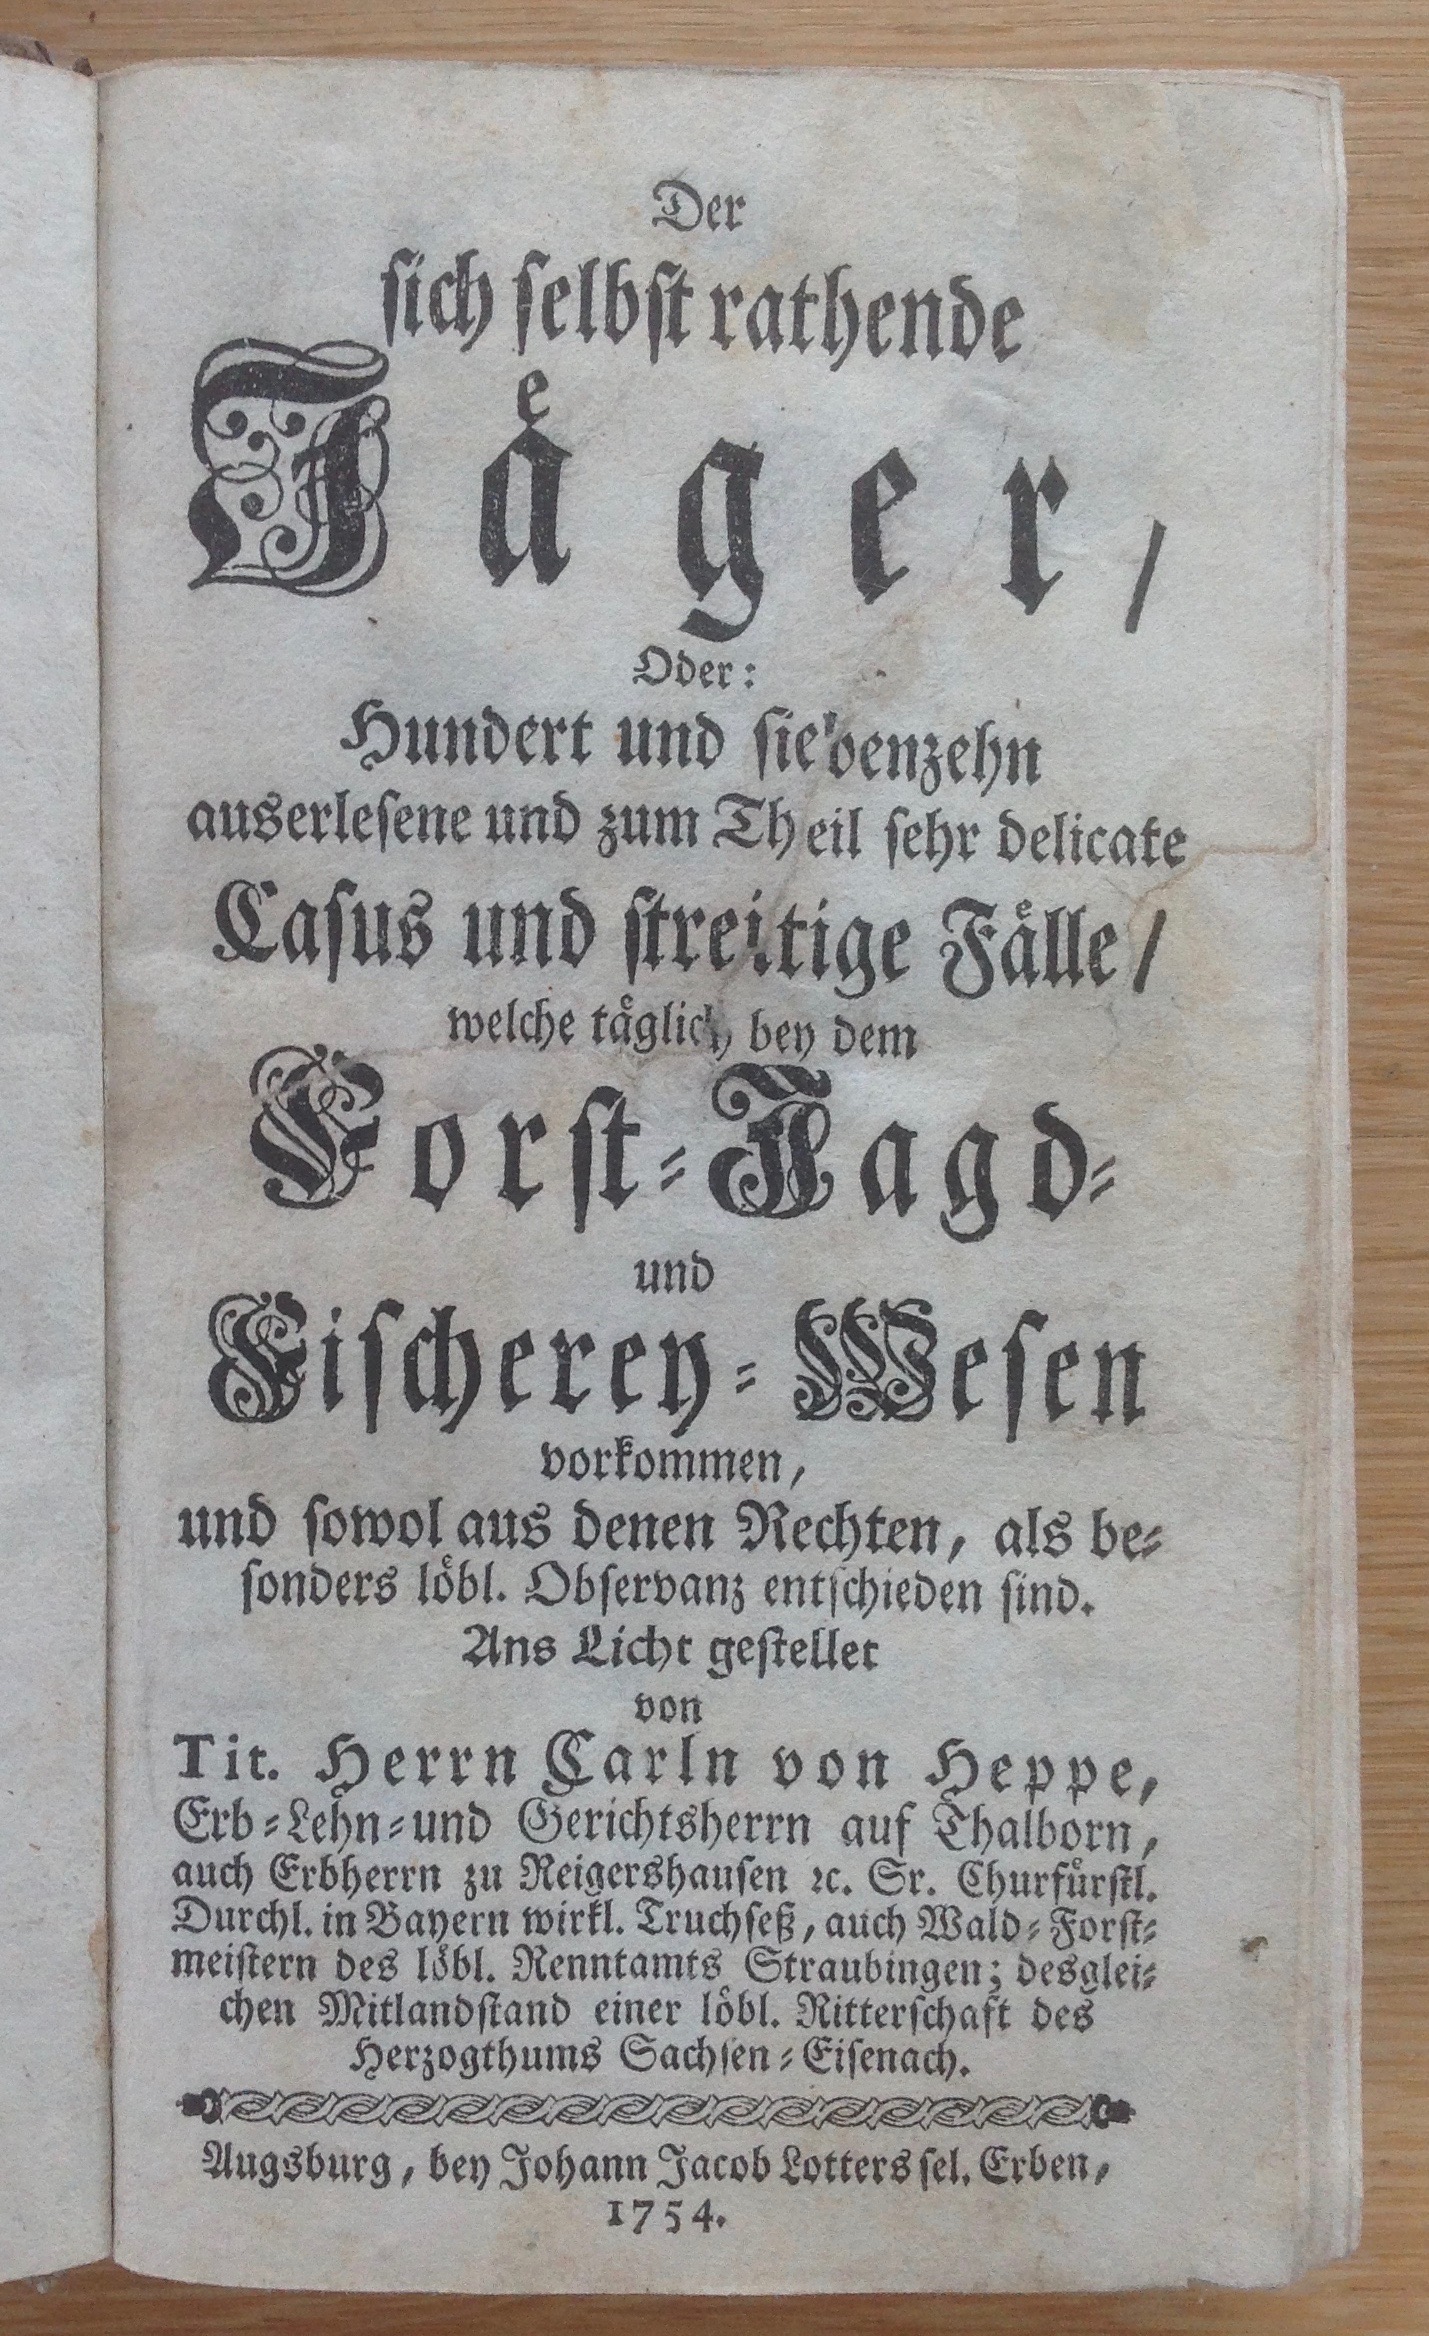 Der
sich selbst rathende
Jäger,
Oder:
Hundert und siebenzehn
auserlesene und zum Theil sehr delicate
Casus und streitige Fälle/
welche täglich bey dem
Forst-Jagd-
und
Fischerey-Wesen
vorkommen,
und sowol aus denen Rechten, als be-
sonders löbl. Observanz entschieden sind.
Ans Licht gestellet
von
Tit. Herrn Carln von Heppe,
Erb-Lehn-und Gerichtsherrn auf Thalborn,
auch Erbherrn zu Reigershausen ꝛc. Sr. Churfürstl.
Durchl. in Bayern wirkl. Truchseß, auch Wald-Forst-
meistern des löbl. Renntamts Straubingen; desglei-
chen Mitlandstand einer löbl. Ritterschaft des
Herzogthums Sachsen-Eisenach.
Augsburg, bey Johann Jacob Lotters sel. Erben,
1754.